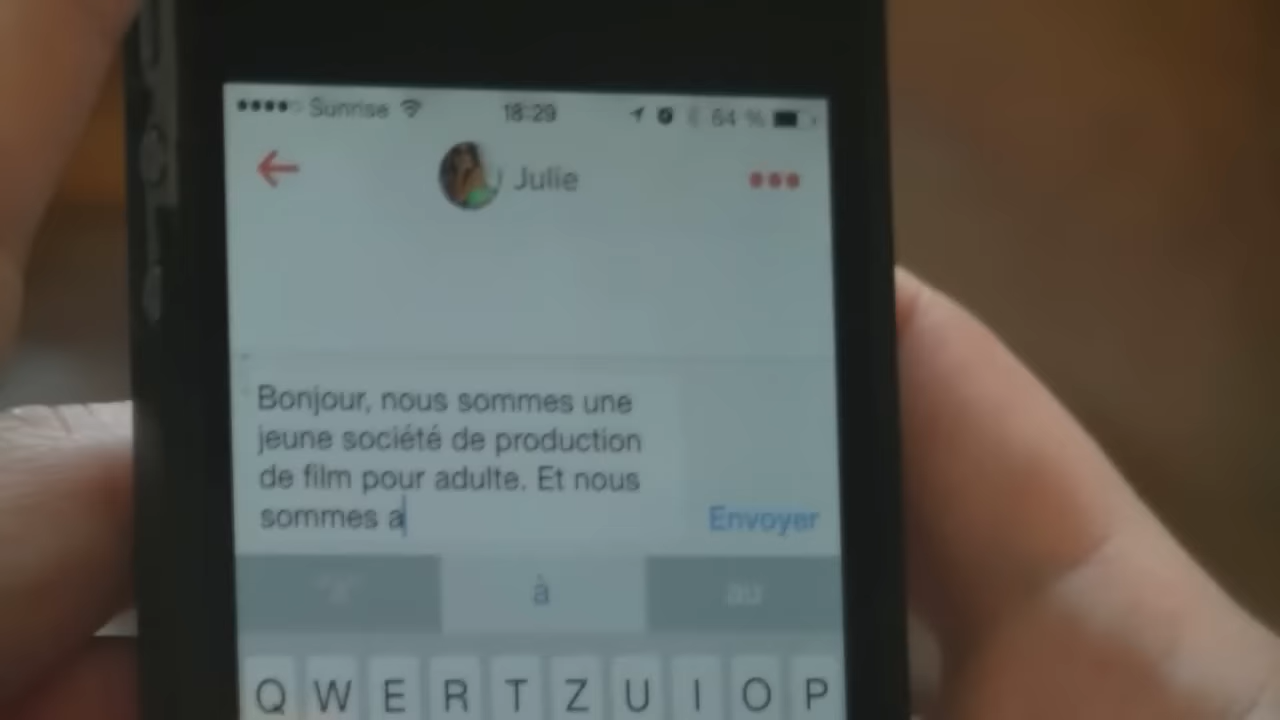 Sunrise 18:29 64 %
Julie
Bonjour, nous sommes une
jeune société de production
de film pour adulte. Et nous
sommes a
Envoyer
"a" à au
Q W E R T Z U I O P